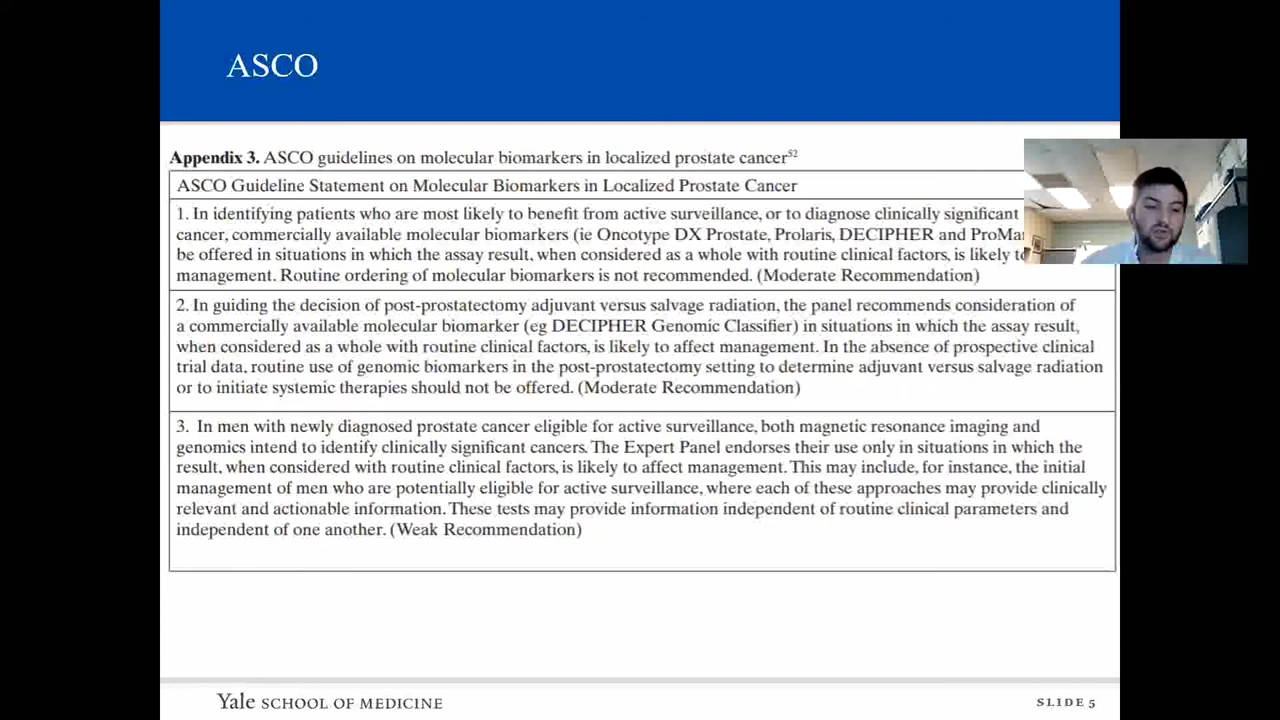 ASCO
Appendix 3. ASCO guidelines on molecular biomarkers in localized prostate cancer52
ASCO Guideline Statement on Molecular Biomarkers in Localized Prostate Cancer
1. In identifying patients who are most likely to benefit from active surveillance, or to diagnose clinically significant
cancer, commercially available molecular biomarkers (ie Oncotype DX Prostate, Prolaris, DECIPHER and
be offered in situations in which the assay result, when considered as a whole with routine clinical factors, is likely
management. Routine ordering of molecular biomarkers is not recommended. (Moderate Recommendation)
2. In guiding the decision of post-prostatectomy adjuvant versus salvage radiation, the panel recommends consideration of
a commercially available molecular biomarker (eg DECIPHER Genomic Classifier) in situations in which the assay result,
when considered as a whole with routine clinical factors, is likely to affect management. In the absence of prospective clinical
trial data, routine use of genomic biomarkers in the post-prostatectomy setting to determine adjuvant versus salvage radiation
or to initiate systemic therapies should not be offered. (Moderate Recommendation)
3. In men with newly diagnosed prostate cancer eligible for active surveillance, both magnetic resonance imaging and
genomics intend to identify clinically significant cancers. The Expert Panel endorses their use only in situations in which the
result, when considered with routine clinical factors, is likely to affect management. This may include, for instance, the initial
management of men who are potentially eligible for active surveillance, where each of these approaches may provide clinically
relevant and actionable information. These tests may provide information independent of routine clinical parameters and
independent of one another. (Weak Recommendation)
Yale SCHOOL OF MEDICINE
SLIDE 5